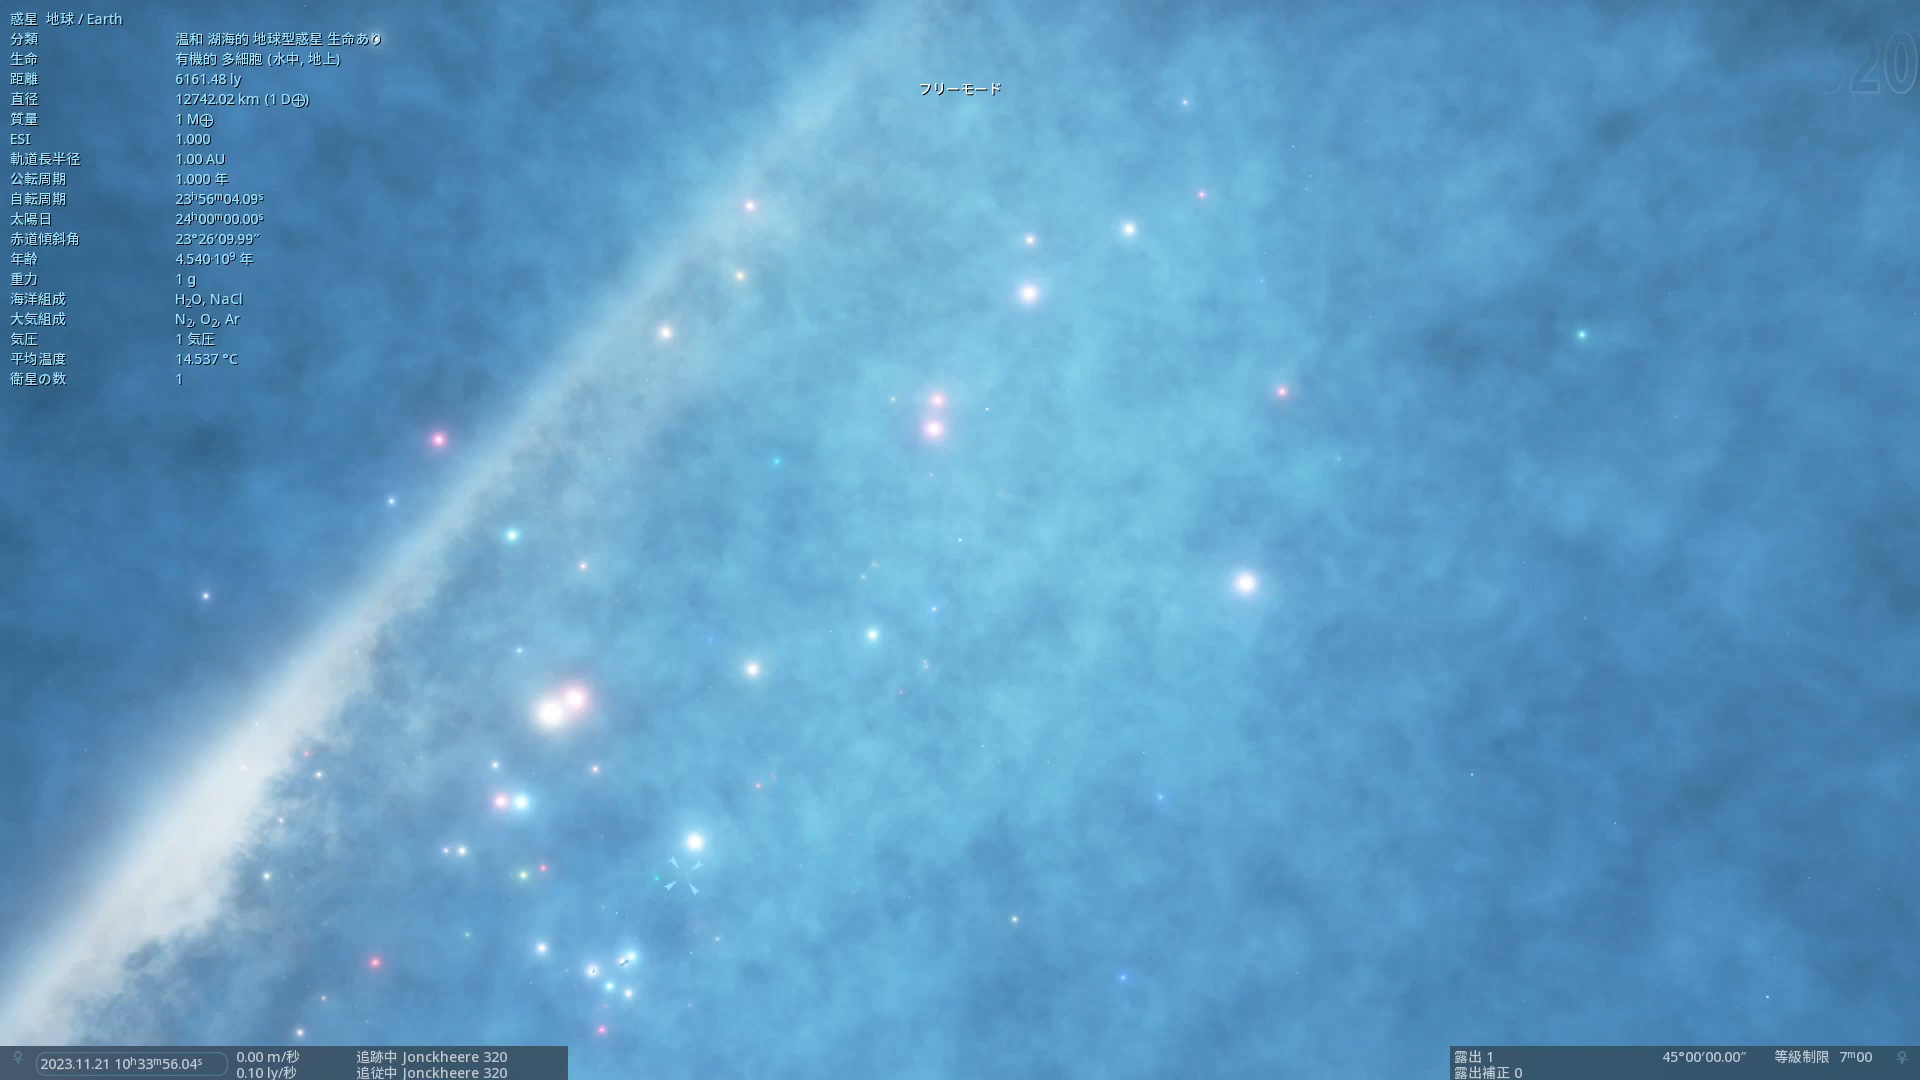 惑星 地球 / Earth
分類 温和 湖海的 地球型惑星 生命あり
生命 有機的 多細胞 (水中, 地上)
距離 6161.48 ly
直径 12742.02 km (1 D⊕)
質量 1 M⊕
ESI 1.000
軌道長半径 1.00 AU
公転周期 1.000 年
自転周期 23ʰ56ᵐ04.09ˢ
太陽日 24ʰ00ᵐ00.00ˢ
赤道傾斜角 23°26′09.99″
年齢 4.540·10⁹ 年
重力 1 g
海洋組成 H₂O, NaCl
大気組成 N₂, O₂, Ar
気圧 1 気圧
平均温度 14.537 °C
衛星の数 1
フリーモード
2023.11.21 10ʰ33ᵐ56.04ˢ
0.00 m/秒 追跡中 Jonckheere 320
0.10 ly/秒 追従中 Jonckheere 320
露出 1 45°00′00.00″ 等級制限 7ᵐ00
露出補正 0